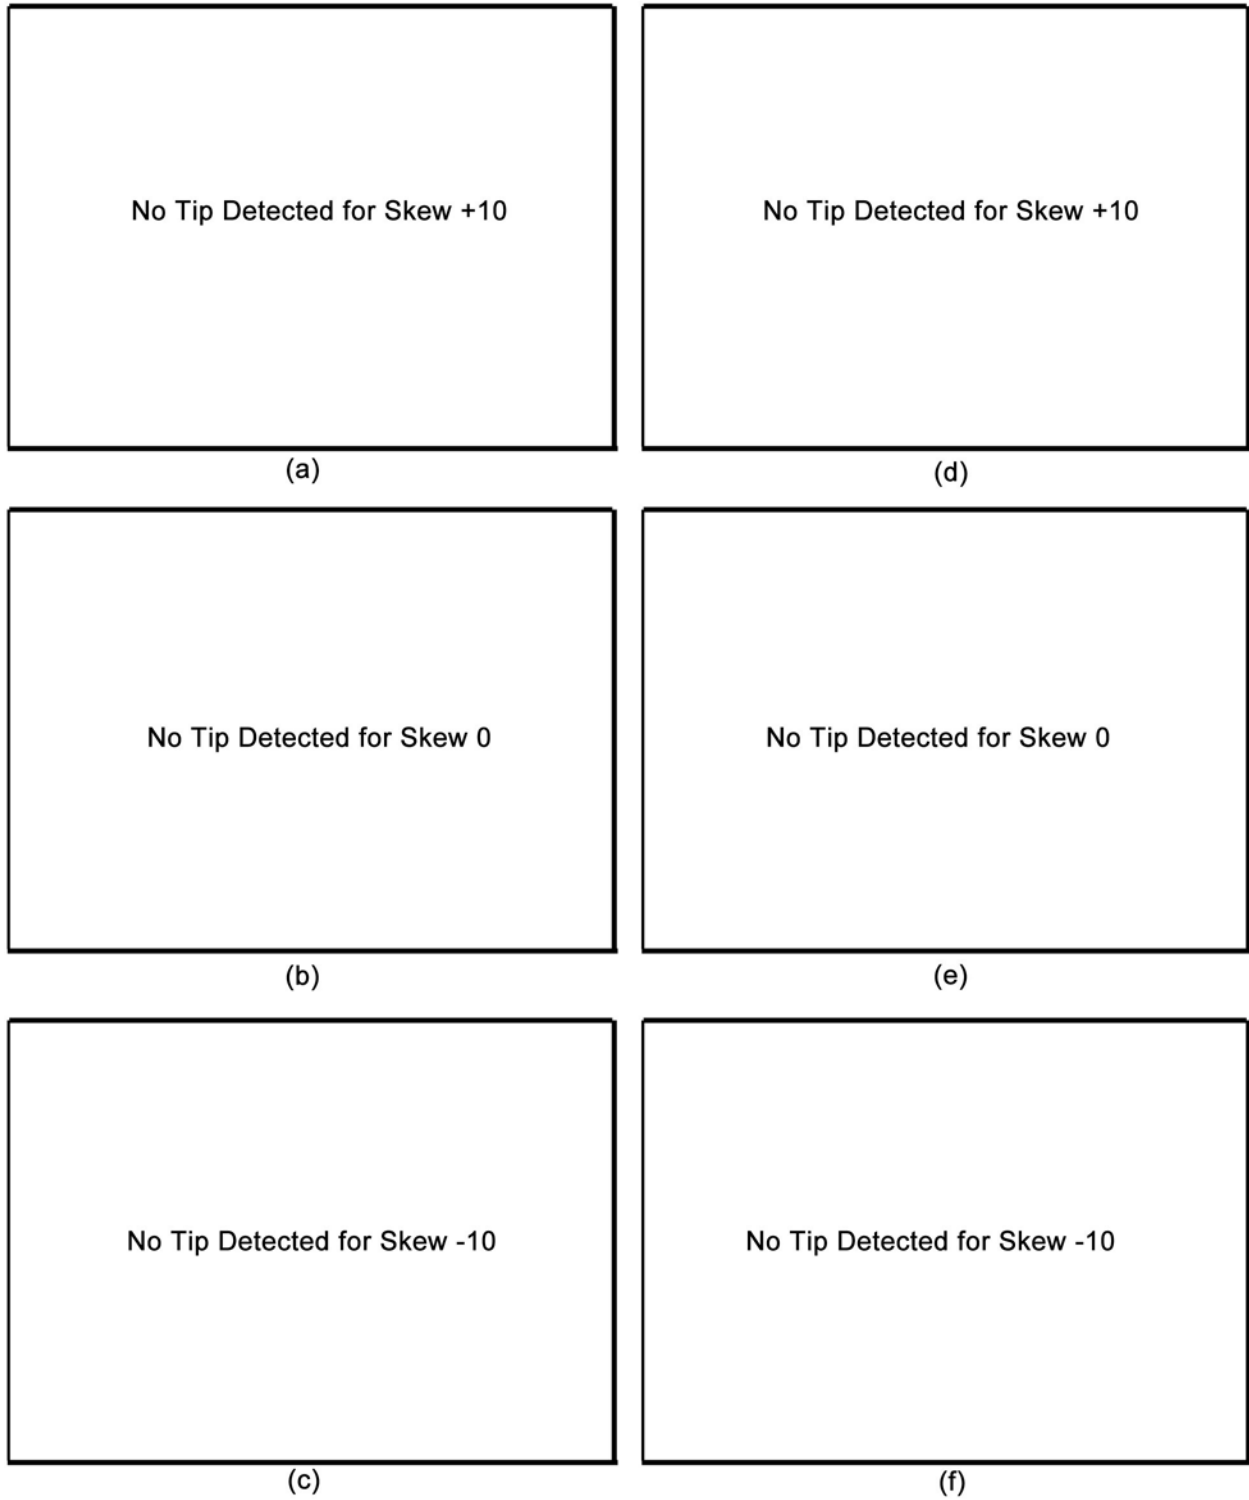 No Tip Detected for Skew +10
(a)
No Tip Detected for Skew 0
(b)
No Tip Detected for Skew -10
(c)
No Tip Detected for Skew +10
(d)
No Tip Detected for Skew 0
(e)
No Tip Detected for Skew -10
(f)